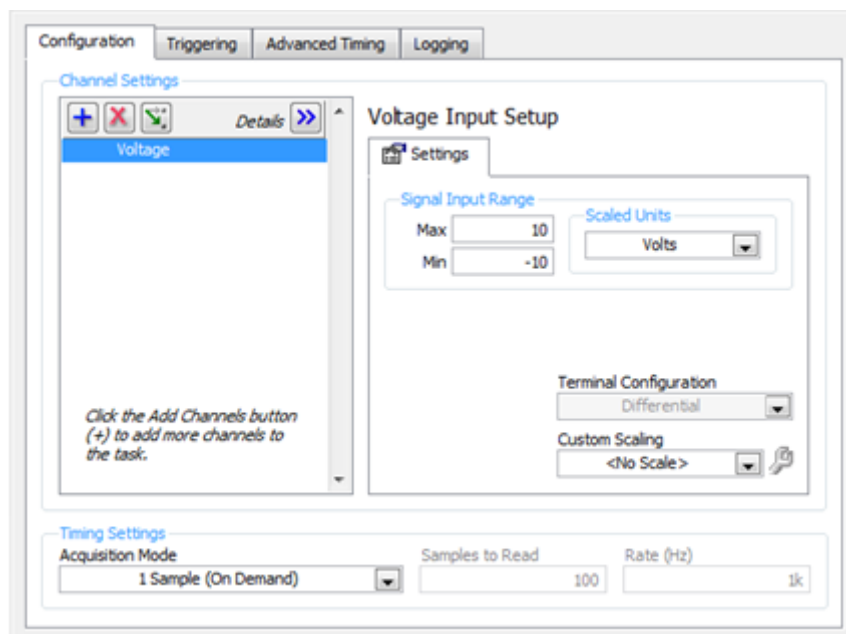 Configuration
Triggering
Advanced Timing
Logging
Channel Settings
Details
Voltage
Click the Add Channels button
(+) to add more channels to
the task.
Voltage Input Setup
Settings
Signal Input Range
Max 10
Min -10
Scaled Units
Volts
Terminal Configuration
Differential
Custom Scaling
<No Scale>
Timing Settings
Acquisition Mode
1 Sample (On Demand)
Samples to Read
100
Rate (Hz)
1k